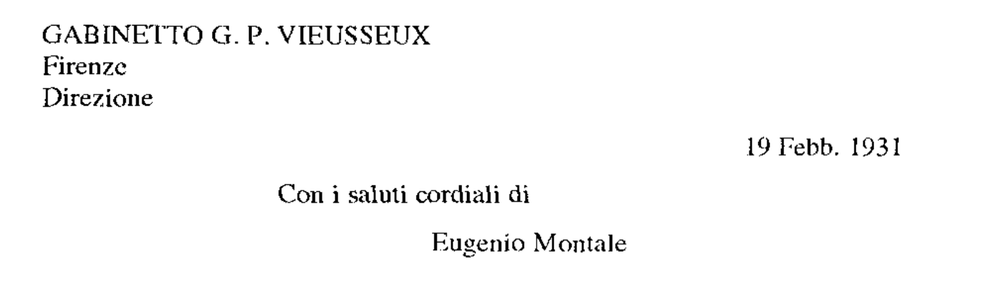 GABINETTO G. P. VIEUSSEUX
Firenze
Direzione
19 Febb. 1931
Con i saluti cordiali di
Eugenio Montale